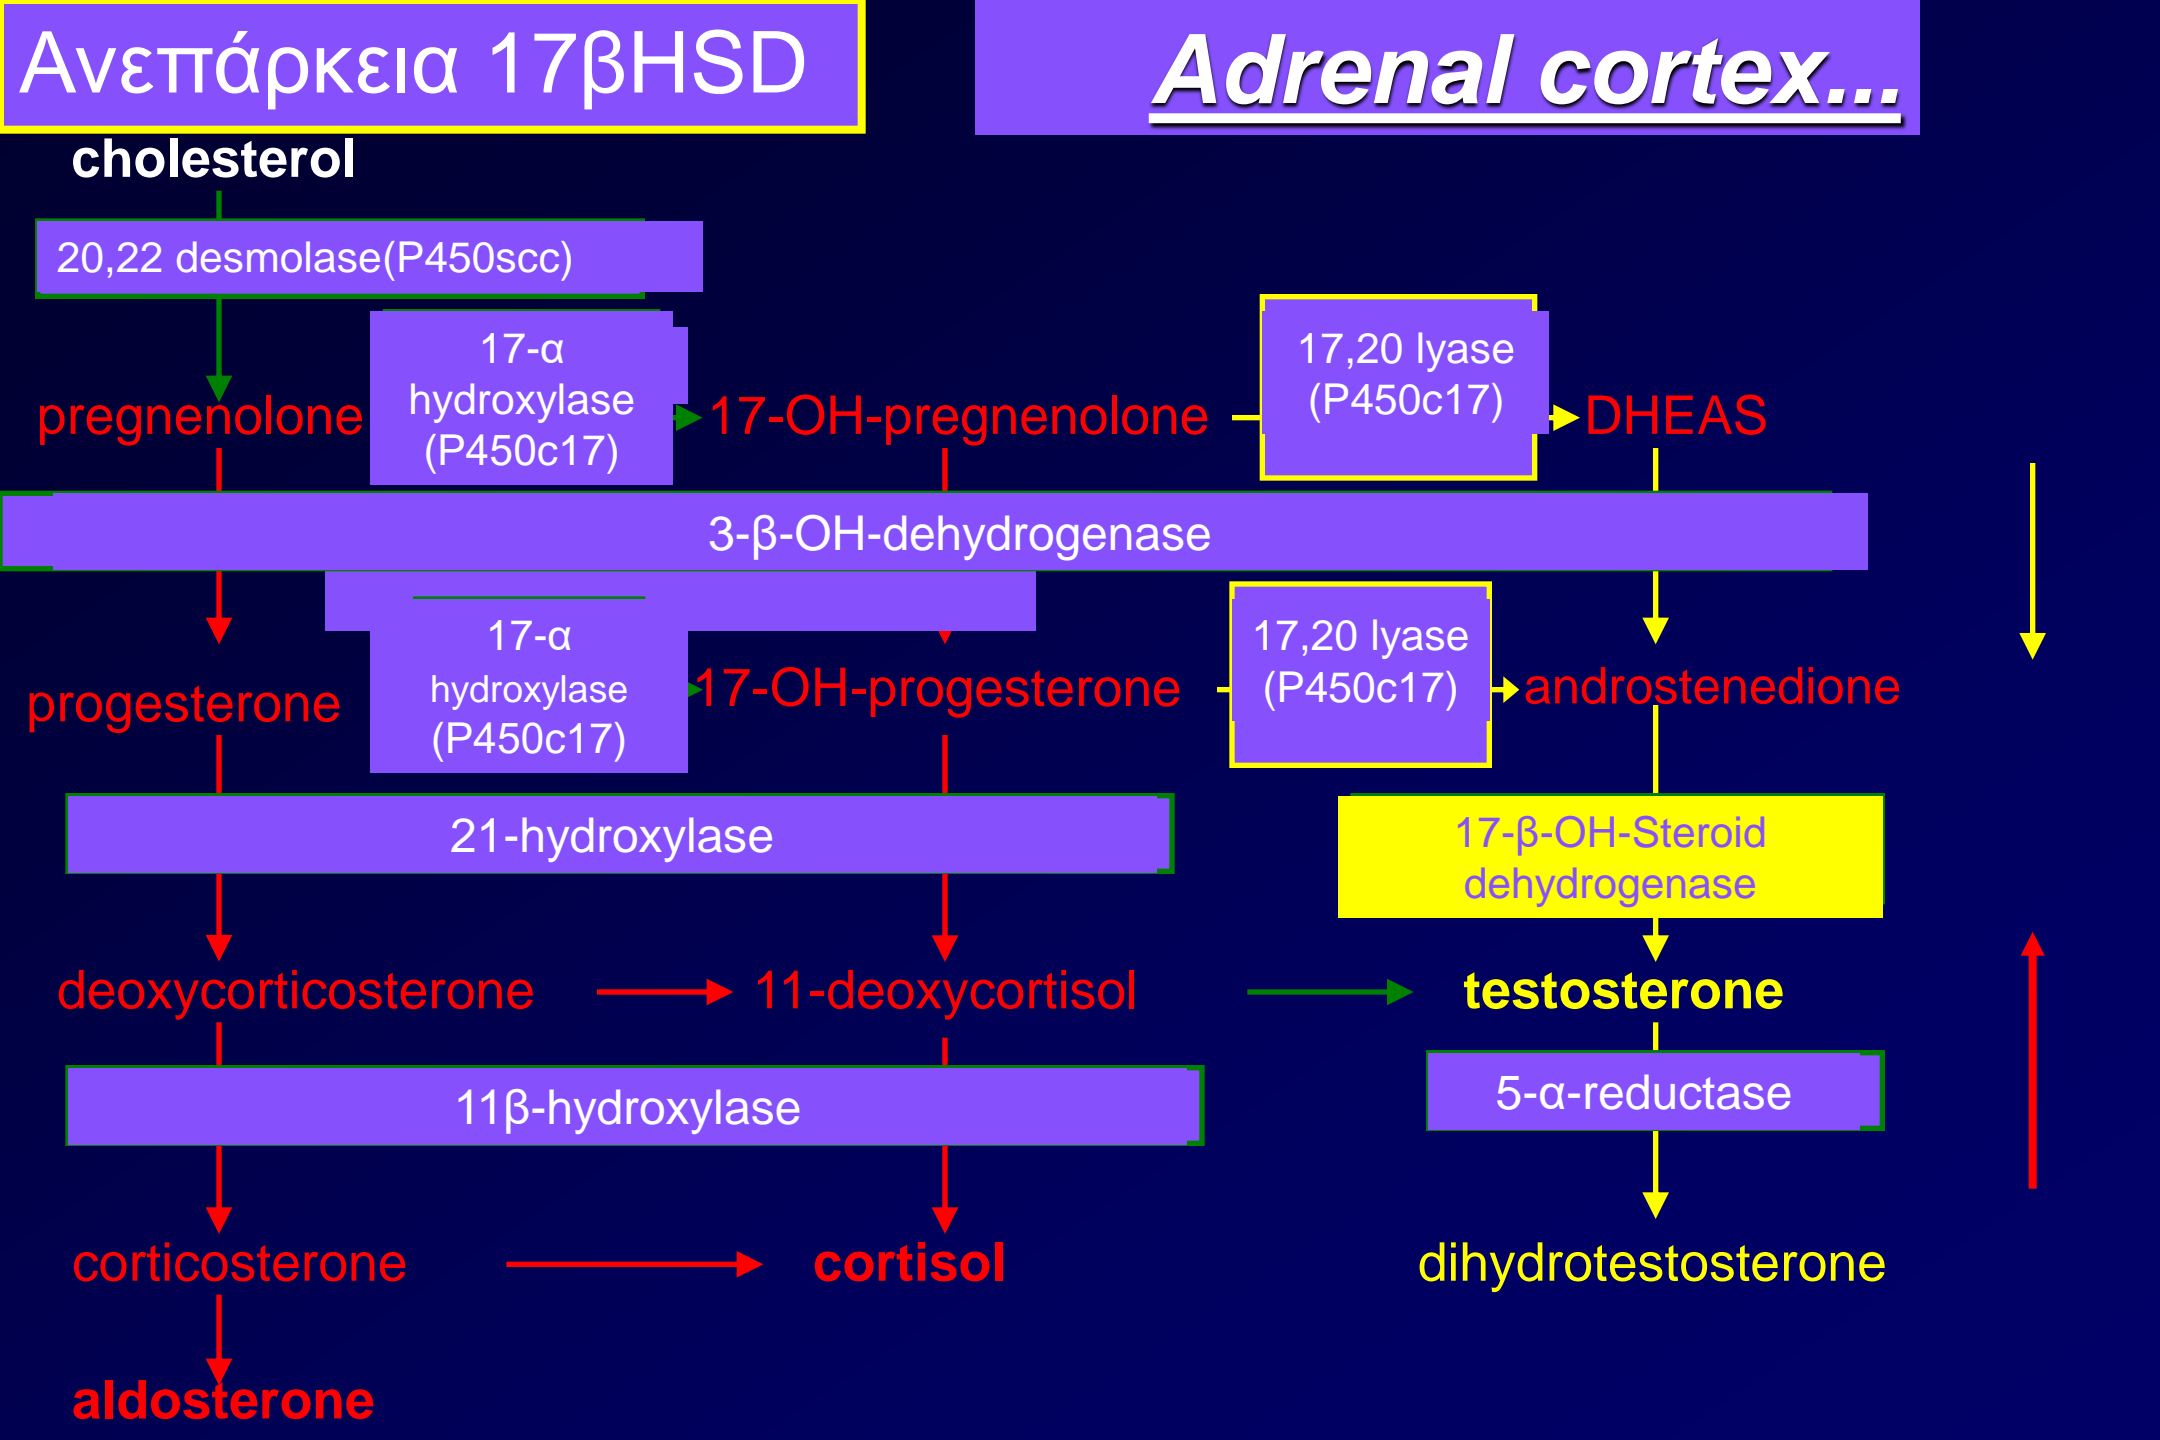 Ανεπάρκεια 17βHSD
Adrenal cortex...
cholesterol
20,22 desmolase(P450scc)
17-α
hydroxylase
(P450c17)
17,20 lyase
(P450c17)
pregnenolone
17-OH-pregnenolone
DHEAS
3-β-OH-dehydrogenase
17-α
hydroxylase
(P450c17)
17,20 lyase
(P450c17)
progesterone
17-OH-progesterone
androstenedione
21-hydroxylase
17-β-OH-Steroid
dehydrogenase
deoxycorticosterone
11-deoxycortisol
testosterone
11β-hydroxylase
5-α-reductase
corticosterone
cortisol
dihydrotestosterone
aldosterone